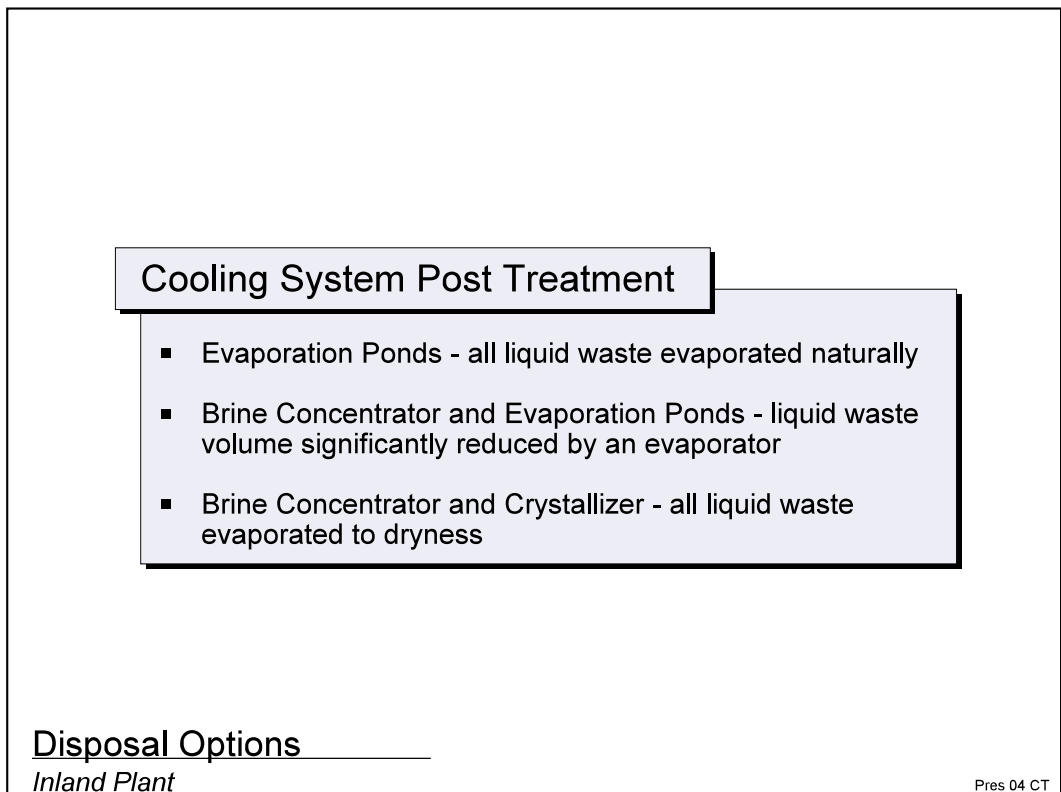 Cooling System Post Treatment
▪ Evaporation Ponds - all liquid waste evaporated naturally
▪ Brine Concentrator and Evaporation Ponds - liquid waste
volume significantly reduced by an evaporator
▪ Brine Concentrator and Crystallizer - all liquid waste
evaporated to dryness
Disposal Options
Inland Plant
Pres 04 CT